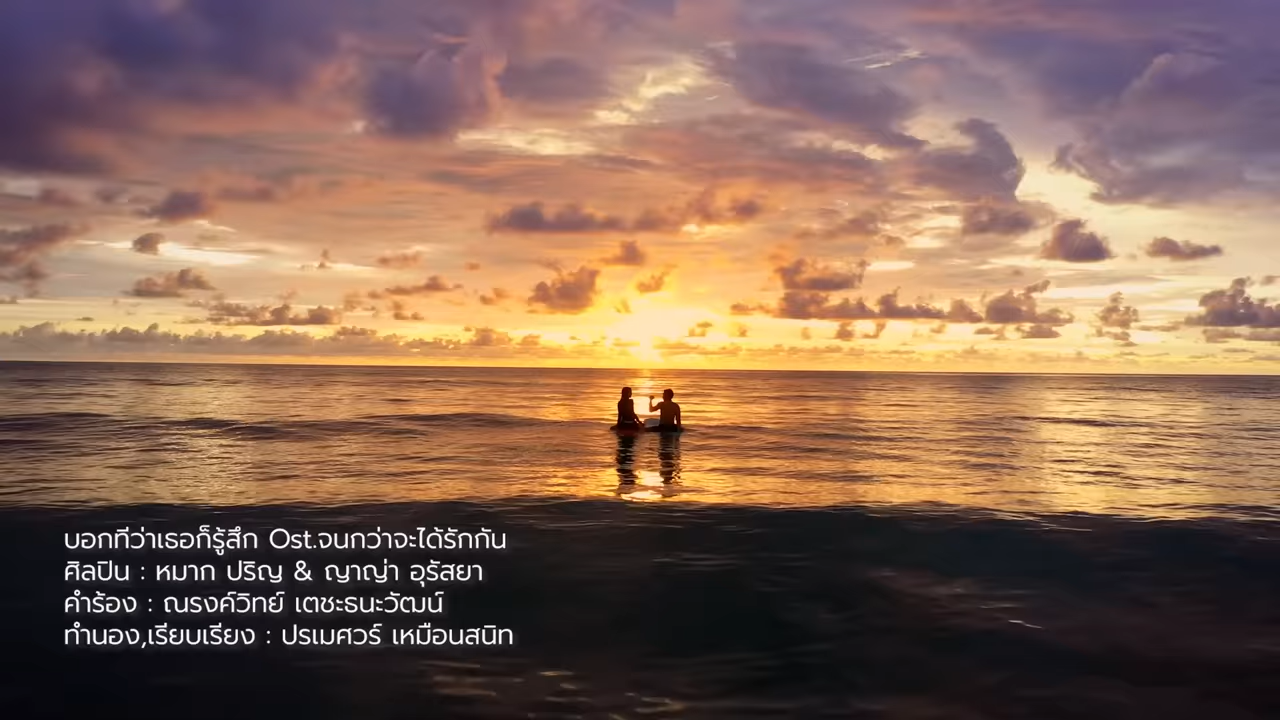 บอกทีว่าเธอก็รู้สึก Ost.จนกว่าจะได้รักกัน
ศิลปิน : หมาก ปริญ & ญาญ่า อุรัสยา
คำร้อง : ณรงค์วิทย์ เตชะธนะวัฒน์
ทำนอง,เรียบเรียง : ปรเมศวร์ เหมือนสนิท